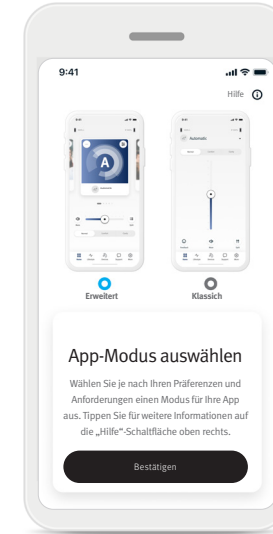 9:41
Hilfe
A
Automatic
Erweitert
Klassich
App-Modus auswählen
Wählen Sie je nach Ihren Präferenzen und
Anforderungen einen Modus für Ihre App
aus. Tippen Sie für weitere Informationen auf
die „Hilfe“-Schaltfläche oben rechts.
Bestätigen